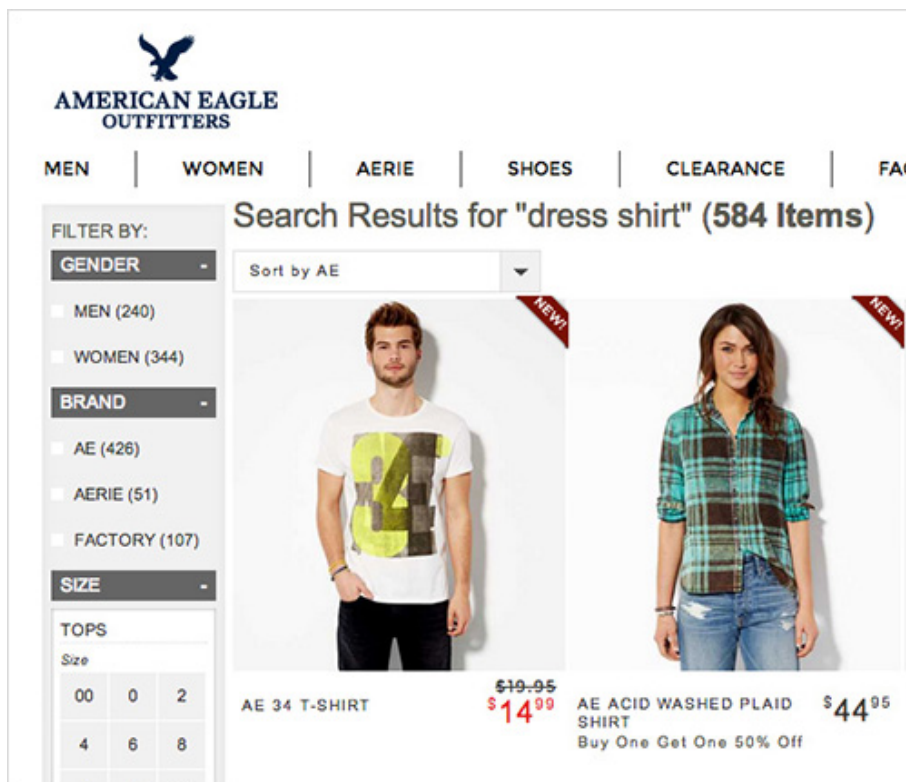 AMERICAN EAGLE
OUTFITTERS
MEN
WOMEN
AERIE
SHOES
CLEARANCE
FILTER BY:
GENDER -
MEN (240)
WOMEN (344)
BRAND -
AE (426)
AERIE (51)
FACTORY (107)
SIZE -
TOPS
Size
00 0 2
4 6 8
Search Results for "dress shirt" (584 Items)
Sort by AE
NEW!
34
AE 34 T-SHIRT
$19.95
$14.99
NEW!
AE ACID WASHED PLAID
SHIRT
Buy One Get One 50% Off
$44.95